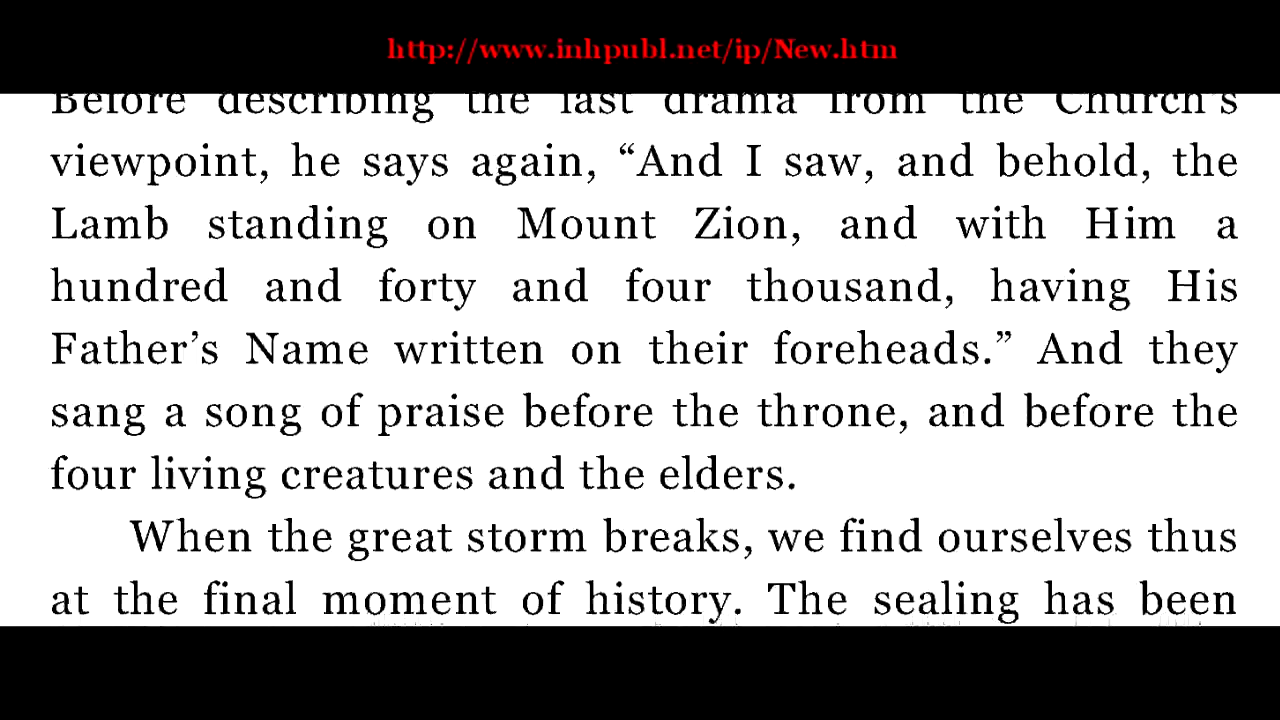 http://www.inhpubl.net/ip/New.htm
Before describing the last drama from the Church's
viewpoint, he says again, “And I saw, and behold, the
Lamb standing on Mount Zion, and with Him a
hundred and forty and four thousand, having His
Father’s Name written on their foreheads.” And they
sang a song of praise before the throne, and before the
four living creatures and the elders.
When the great storm breaks, we find ourselves thus
at the final moment of history. The sealing has been